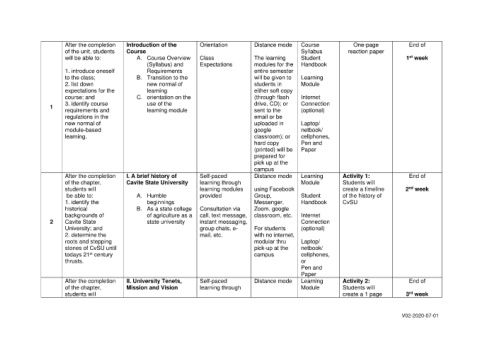 After the completion
of the unit, students
will be able to:
1. introduce oneself
to the class;
2. list down
expectations for the
course; and
3. identify course
requirements and
regulations in the
new normal of
module-based
learning.
Introduction of the
Course
A. Course Overview
(Syllabus) and
Requirements
B. Transition to the
new normal of
learning
C. orientation on the
use of the
learning module
Orientation
Class
Expectations
Distance mode
The learning
modules for the
entire semester
will be given to
students in
either soft copy
(through flash
drive, CD); or
sent to the
email or be
uploaded in
google
classroom); or
hard copy
(printed) will be
prepared for
pick up at the
campus
Course
Syllabus
Student
Handbook
Learning
Module
Internet
Connection
(optional)
Laptop/
netbook/
cellphones,
Pen and
Paper
One page
reaction paper
End of
1st week
1
After the completion
of the chapter,
students will
be able to:
1. identify the
historical
backgrounds of
Cavite State
University; and
2. determine the
roots and stepping
stones of CvSU until
todays 21st century
thrusts.
I. A brief history of
Cavite State University
A. Humble
beginnings
B. As a state college
of agriculture as a
state university
Self-paced
learning through
learning modules
provided
Consultation via
call, text message,
instant messaging,
group chats, e-
mail, etc.
Distance mode
using Facebook
Group,
Messenger,
Zoom, google
classroom, etc.
For students
with no internet,
modular thru
pick-up at the
campus
Learning
Module
Student
Handbook
Internet
Connection
(optional)
Laptop/
netbook/
cellphones,
or
Pen and
Paper
Activity 1:
Students will
create a timeline
of the history of
CvSU
End of
2nd week
2
After the completion
of the chapter,
students will
II. University Tenets,
Mission and Vision
Self-paced
learning through
Distance mode
Learning
Module
Activity 2:
Students will
create a 1 page
End of
3rd week
V02-2020-07-01